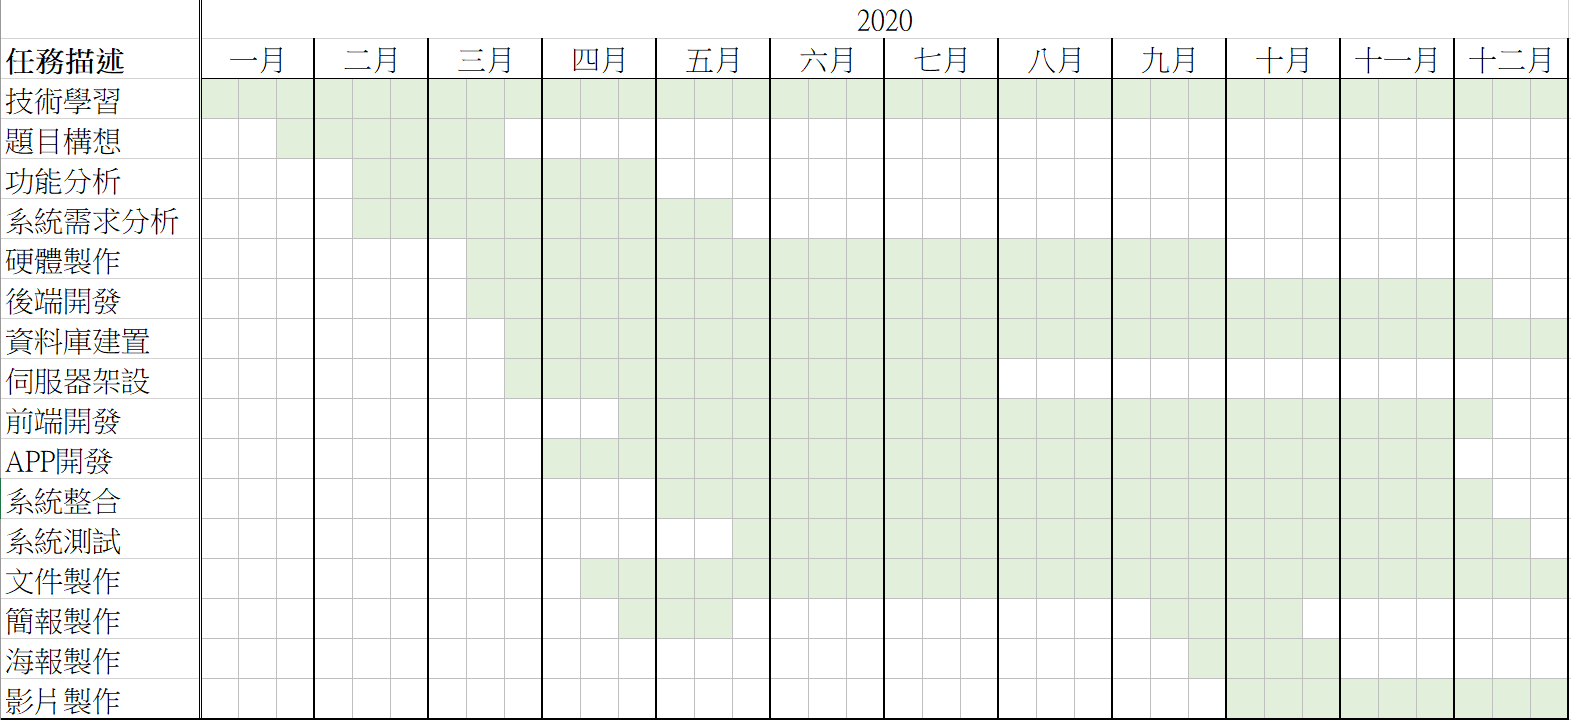 2020
任務描述 一月 二月 三月 四月 五月 六月 七月 八月 九月 十月 十一月 十二月
技術學習
題目構想
功能分析
系統需求分析
硬體製作
後端開發
資料庫建置
伺服器架設
前端開發
APP開發
系統整合
系統測試
文件製作
簡報製作
海報製作
影片製作